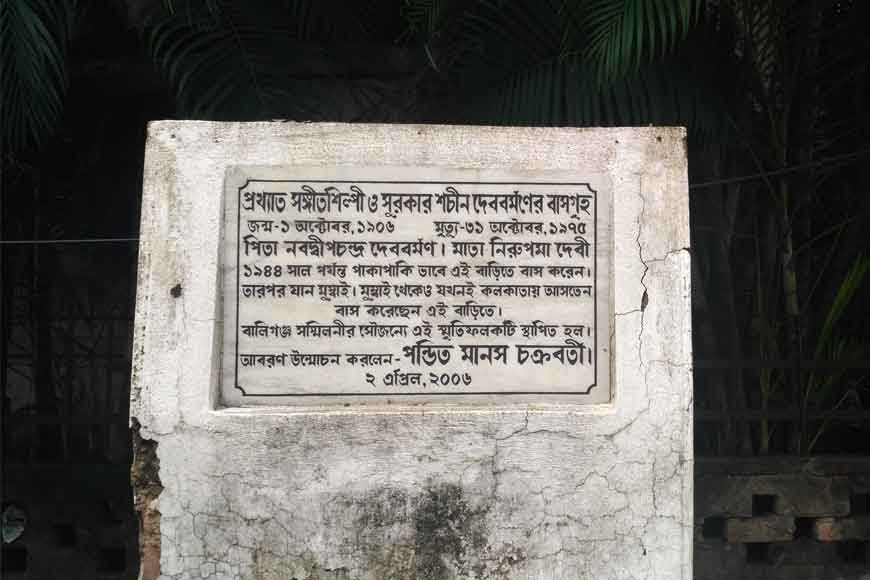 প্রখ্যাত সঙ্গীতশিল্পী ও সুরকার শচীন দেববর্মণের বাসগৃহ
জন্ম-১ অক্টোবর, ১৯০৬ মৃত্যু-৩১ অক্টোবর, ১৯৭৫
পিতা নবদ্বীপচন্দ্র দেববর্মণ। মাতা নিরুপমা দেবী
১৯৪৪ সাল পর্যন্ত পাকাপাকি ভাবে এই বাড়িতে বাস করেন।
তারপর যান মুম্বাই। মুম্বাই থেকেও যখনই কলকাতায় আসতেন
বাস করেছেন এই বাড়িতে।
বালিগঞ্জ সম্মিলনীর সৌজন্যে এই স্মৃতিফলকটি স্থাপিত হল।
আবরণ উন্মোচন করলেন- পন্ডিত মানস চক্রবর্তী।
২ এপ্রিল, ২০০৬